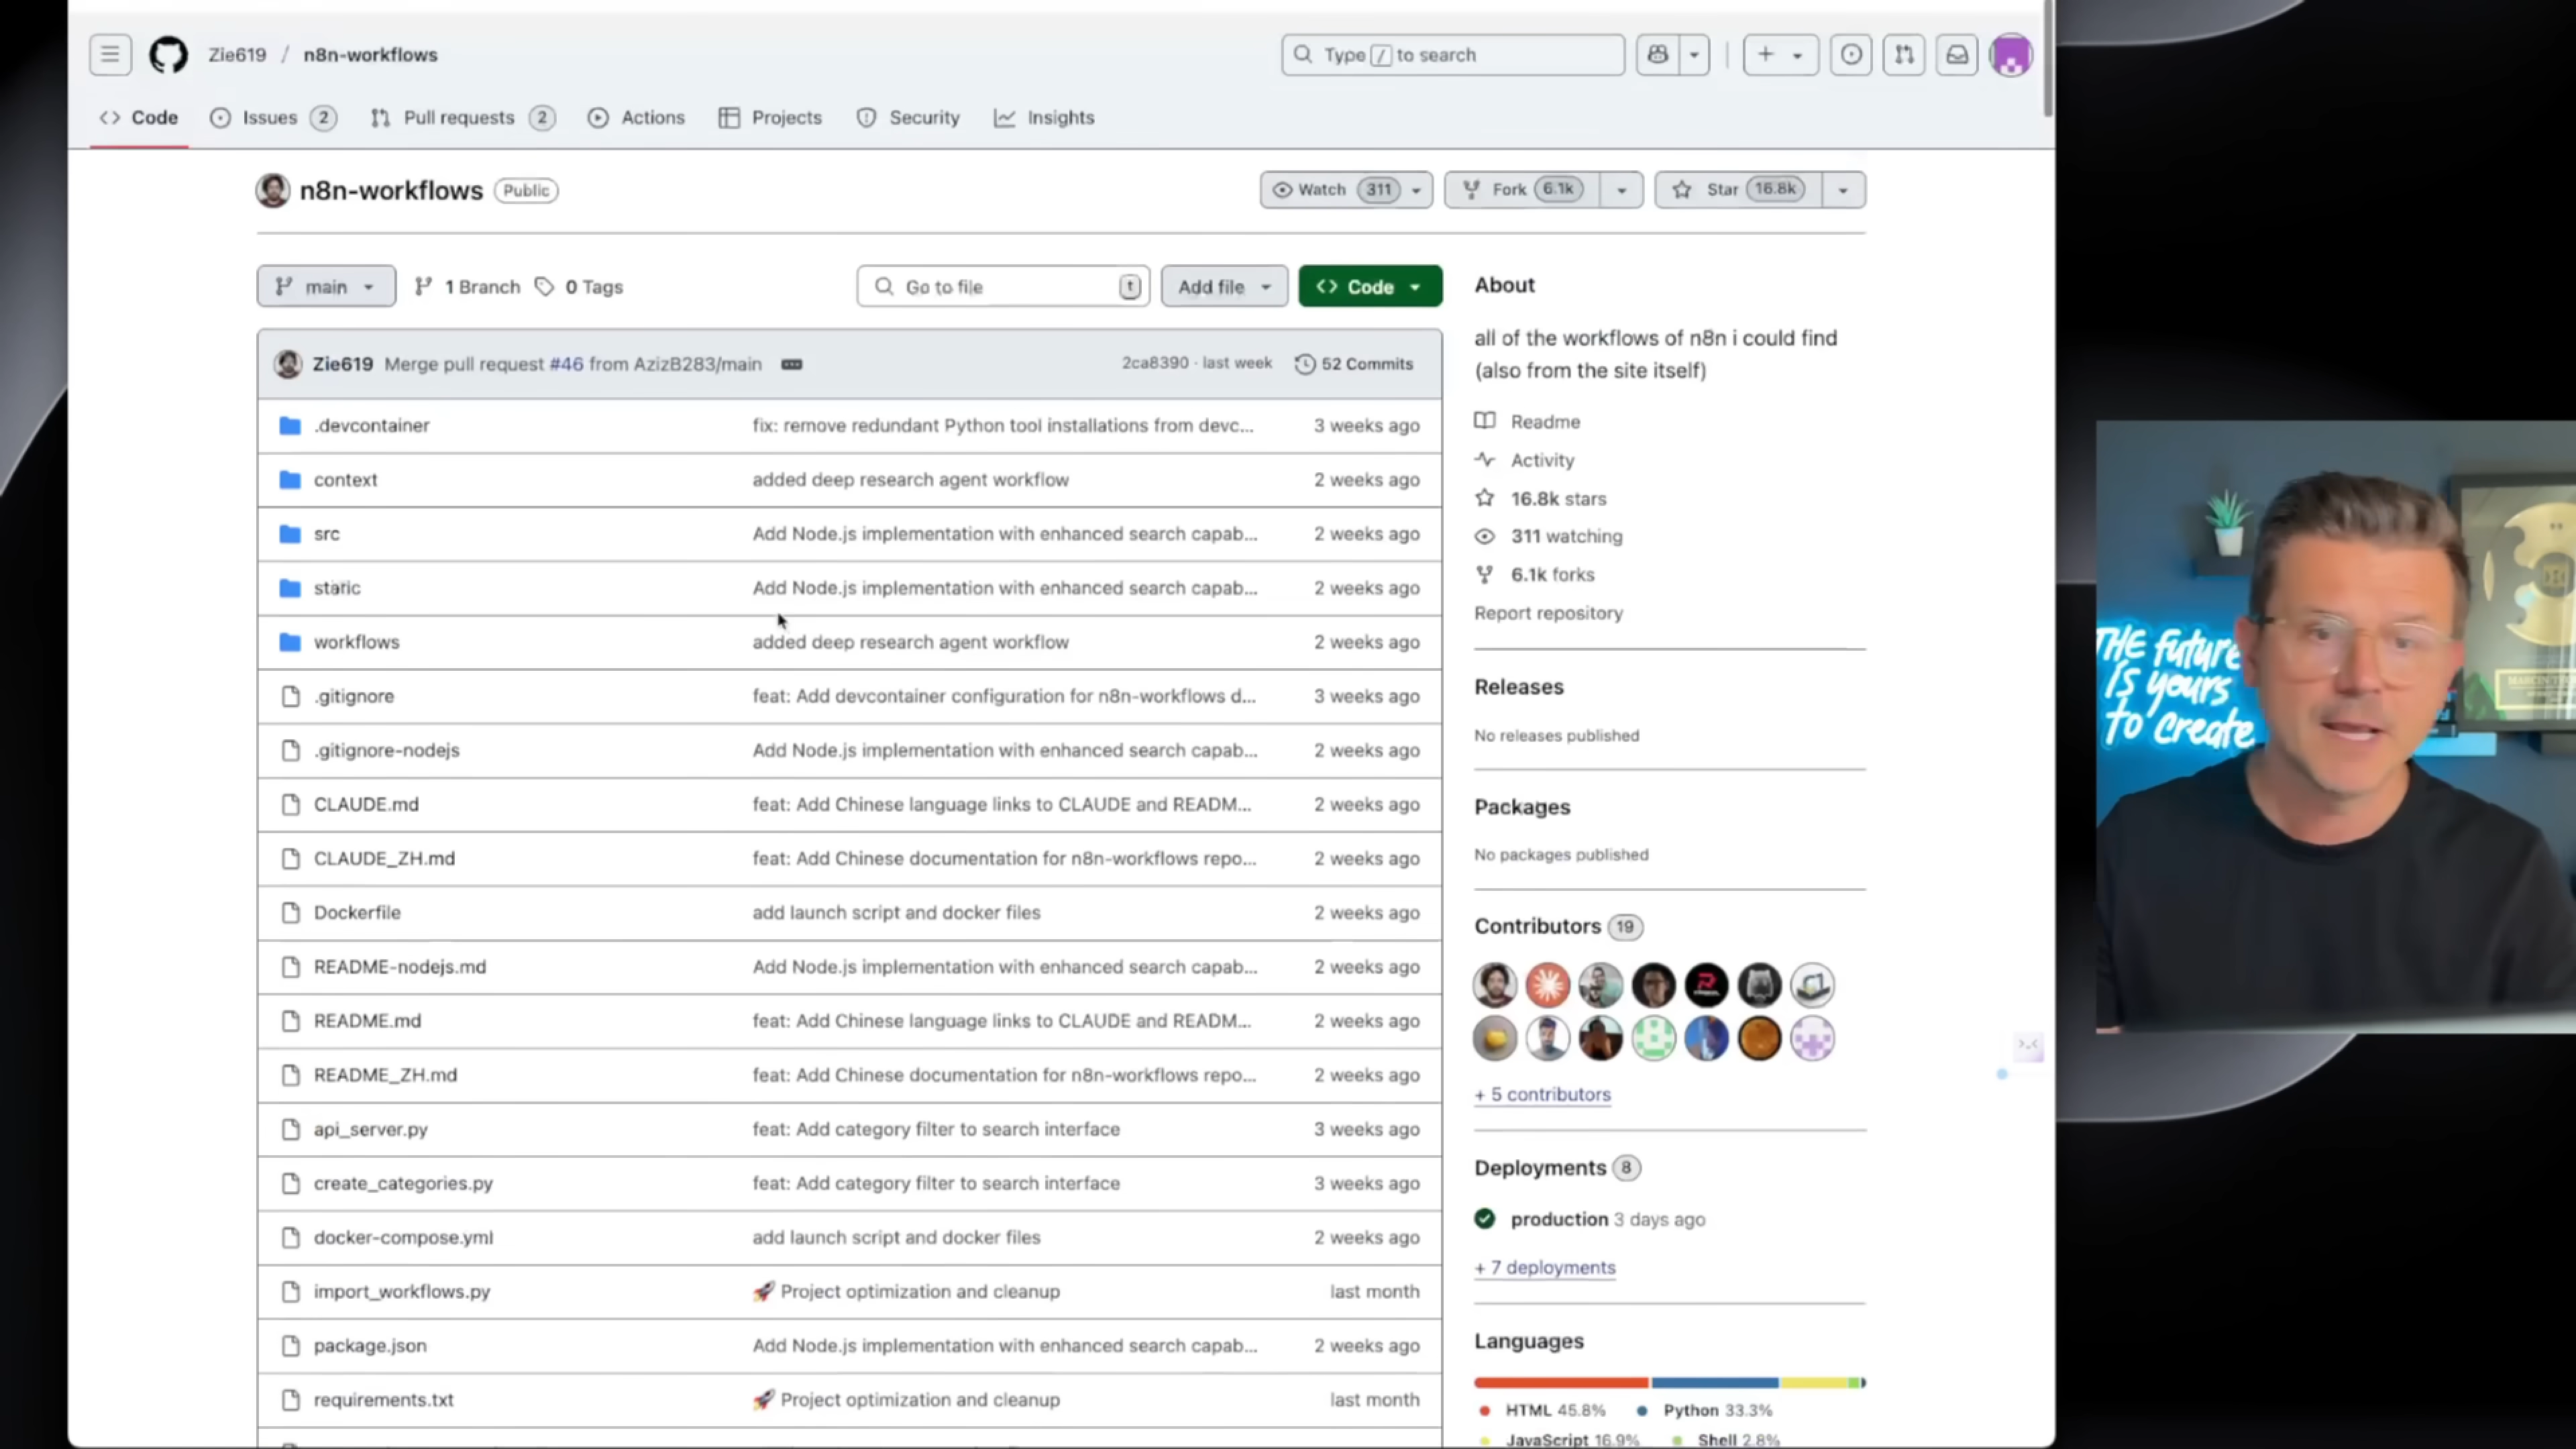 Zie619 / n8n-workflows
Type / to search
Code
Issues 2
Pull requests 2
Actions
Projects
Security
Insights
n8n-workflows Public
Watch 311
Fork 6.1k
Star 16.8k
main
1 Branch
0 Tags
Go to file t
Add file
Code
Zie619 Merge pull request #46 from AzizB283/main
2ca8390 · last week
52 Commits
.devcontainer fix: remove redundant Python tool installations from devc... 3 weeks ago
context added deep research agent workflow 2 weeks ago
src Add Node.js implementation with enhanced search capab... 2 weeks ago
static Add Node.js implementation with enhanced search capab... 2 weeks ago
workflows added deep research agent workflow 2 weeks ago
.gitignore feat: Add devcontainer configuration for n8n-workflows d... 3 weeks ago
.gitignore-nodejs Add Node.js implementation with enhanced search capab... 2 weeks ago
CLAUDE.md feat: Add Chinese language links to CLAUDE and READM... 2 weeks ago
CLAUDE_ZH.md feat: Add Chinese documentation for n8n-workflows repo... 2 weeks ago
Dockerfile add launch script and docker files 2 weeks ago
README-nodejs.md Add Node.js implementation with enhanced search capab... 2 weeks ago
README.md feat: Add Chinese language links to CLAUDE and READM... 2 weeks ago
README_ZH.md feat: Add Chinese documentation for n8n-workflows repo... 2 weeks ago
api_server.py feat: Add category filter to search interface 3 weeks ago
create_categories.py feat: Add category filter to search interface 3 weeks ago
docker-compose.yml add launch script and docker files 2 weeks ago
import_workflows.py 🚀 Project optimization and cleanup last month
package.json Add Node.js implementation with enhanced search capab... 2 weeks ago
requirements.txt 🚀 Project optimization and cleanup last month
About
all of the workflows of n8n i could find
(also from the site itself)
Readme
Activity
16.8k stars
311 watching
6.1k forks
Report repository
Releases
No releases published
Packages
No packages published
Contributors 19
+ 5 contributors
Deployments 8
production 3 days ago
+ 7 deployments
Languages
HTML 45.8% Python 33.3%
JavaScript 16.9% Shell 2.8%
THE future
IS yours
to create